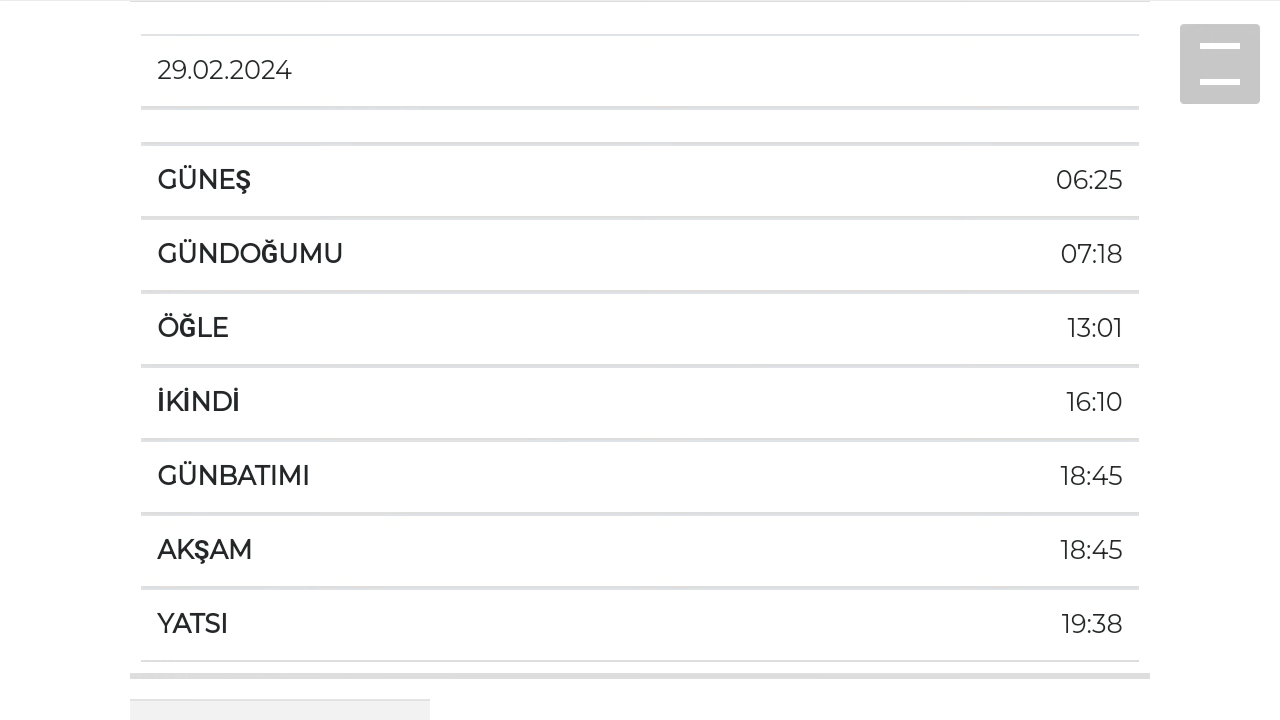 29.02.2024
GÜNEŞ 06:25
GÜNDOĞUMU 07:18
ÖĞLE 13:01
İKİNDİ 16:10
GÜNBATIMI 18:45
AKŞAM 18:45
YATSI 19:38